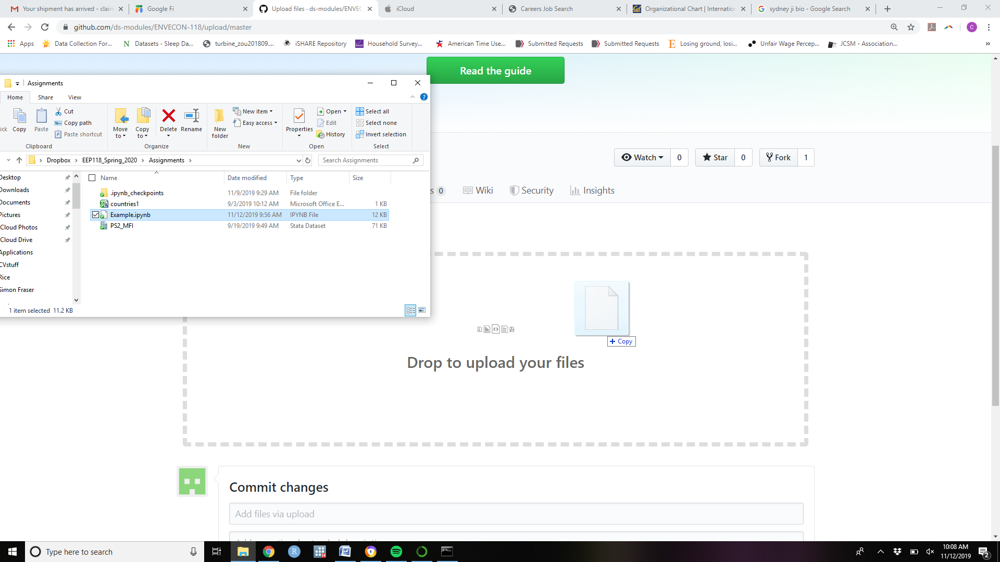 Your shipment has arrived - claire
Google Fi
Upload files · ds-modules/ENVEC
iCloud
Careers Job Search
Organizational Chart | Internation
sydney ji bio - Google Search
github.com/ds-modules/ENVECON-118/upload/master
C
Apps
Data Collection For...
Datasets - Sleep Da...
turbine_zou201809....
iSHARE Repository
Household Survey...
American Time Use...
Submitted Requests
Submitted Requests
Losing ground, losi...
Unfair Wage Percep...
JCSM - Association...
»
Read the guide
Assignments
Home
Share
View
Cut
Copy path
Paste shortcut
ick
Copy
Paste
Clipboard
Move to
Copy to
Delete
Rename
Organize
New folder
New item
Easy access
New
Properties
Open
Edit
History
Open
Select all
Select none
Invert selection
Select
Dropbox
EEP118_Spring_2020
Assignments
Search Assignments
Name
Date modified
Type
Size
.ipynb_checkpoints 11/9/2019 9:29 AM File folder
countries1 9/3/2019 10:12 AM Microsoft Office E... 1 KB
Example.ipynb 11/12/2019 9:56 AM IPYNB File 12 KB
PS2_MFI 9/19/2019 9:49 AM Stata Dataset 71 KB
Desktop
Downloads
Documents
Pictures
Cloud Photos
Cloud Drive
Applications
CVstuff
Rice
Simon Fraser
1 item selected 11.2 KB
Watch 0
Star 0
Fork 1
s 0
Wiki
Security
Insights
+ Copy
Drop to upload your files
Commit changes
Add files via upload
Type here to search
10:08 AM
11/12/2019
2